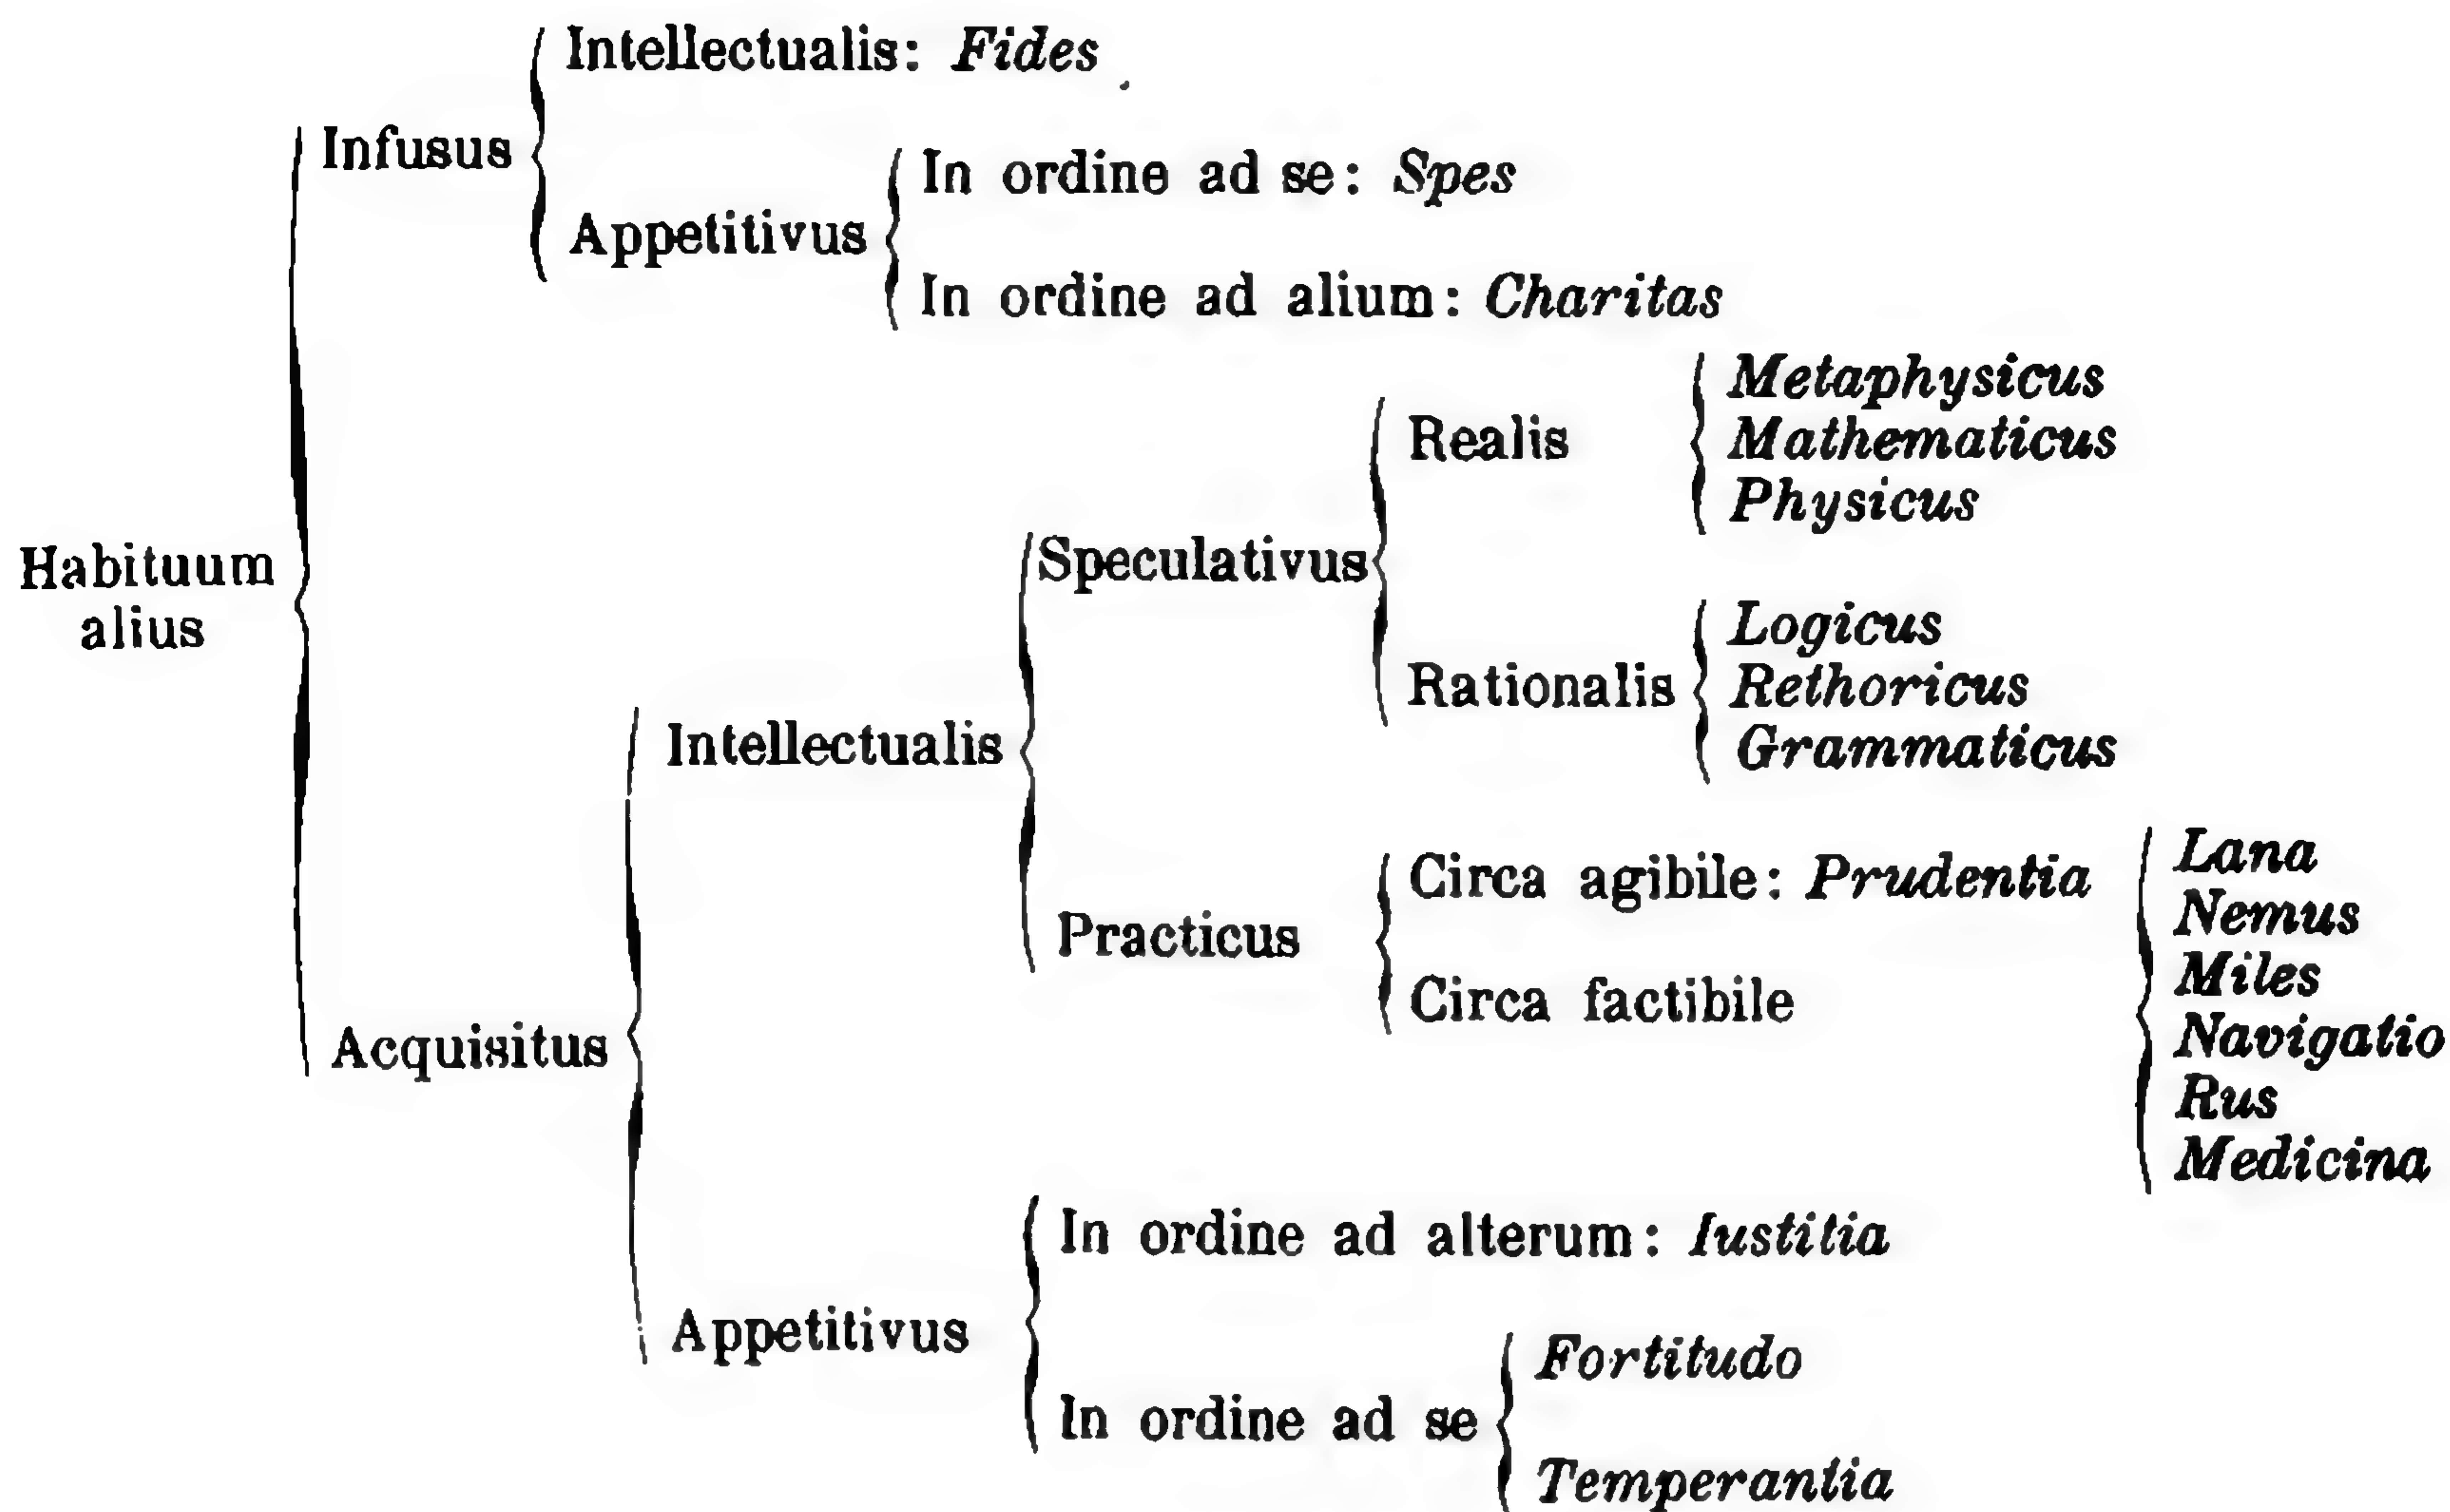 Intellectualis: Fides
Infusus
In ordine ad se: Spes
Appetitivus
In ordine ad alium: Charitas
Habituum
alius
Metaphysicus
Realis
Mathematicus
Physicus
Speculativus
Logicus
Rationalis
Rethoricus
Grammaticus
Intellectualis
Circa agibile: Prudentia
Practicus
Circa factibile
Lana
Nemus
Miles
Navigatio
Rus
Medicina
Acquisitus
In ordine ad alterum: Iustitia
Appetitivus
Fortitudo
In ordine ad se
Temperantia